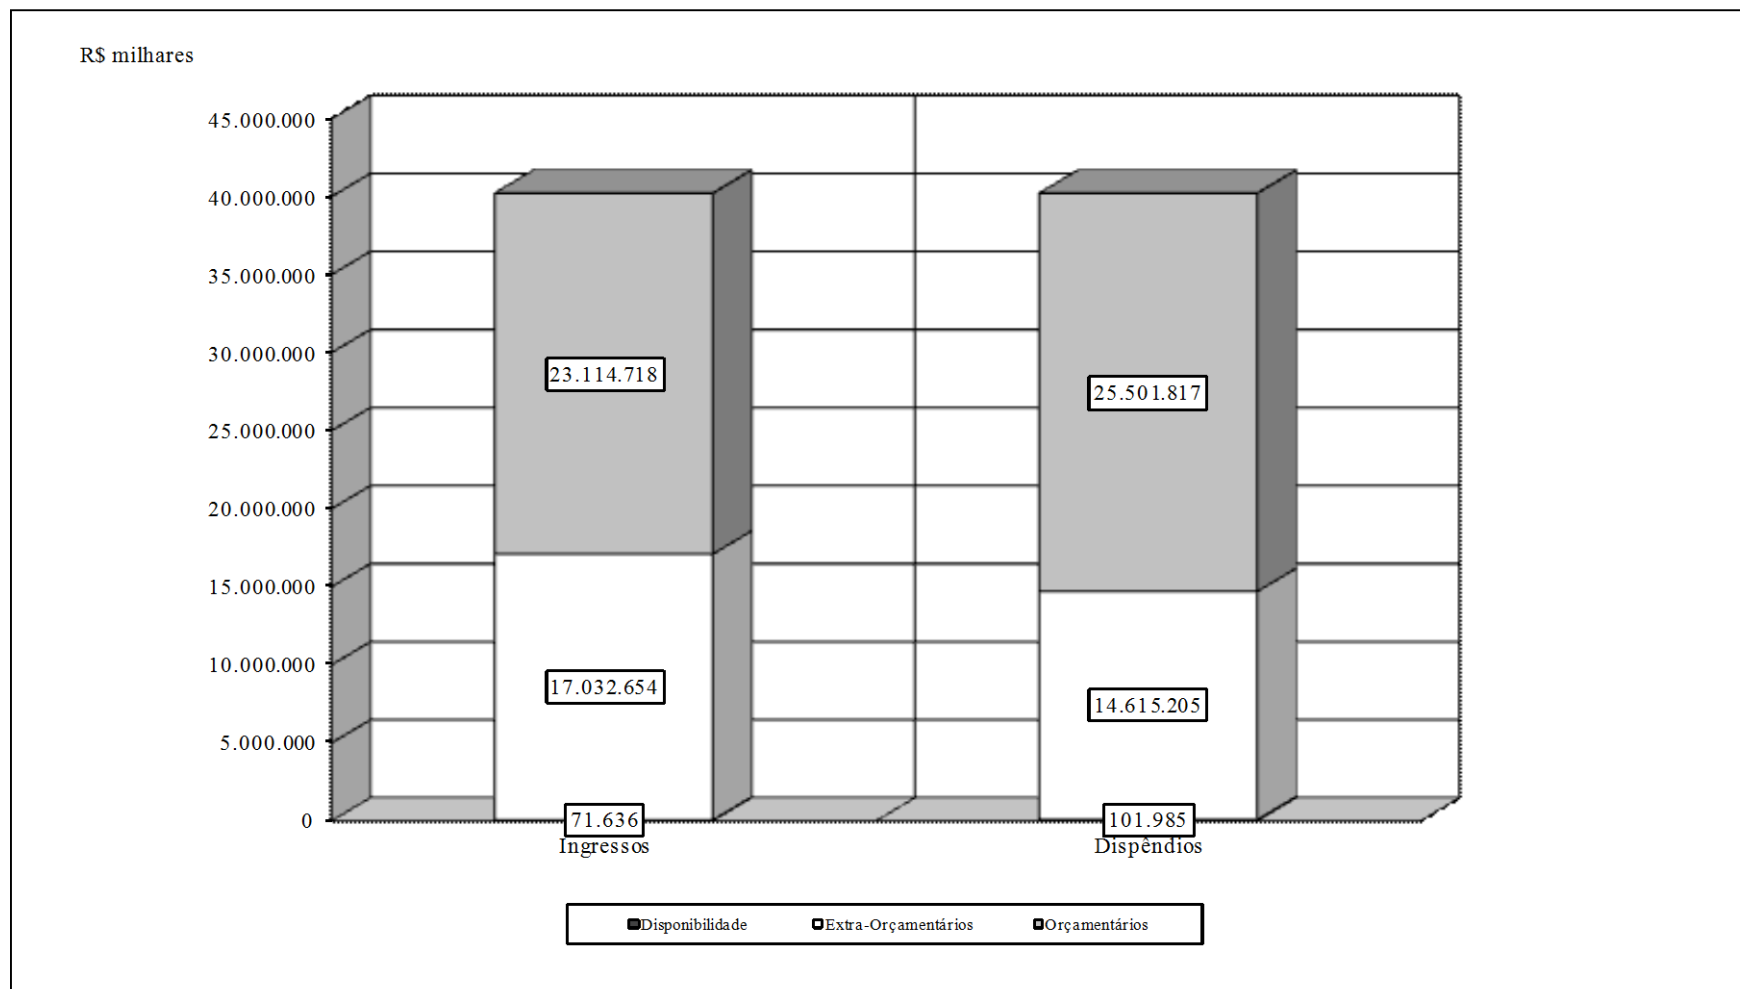 R$ milhares
45.000.000
40.000.000
35.000.000
30.000.000
25.000.000
20.000.000
15.000.000
10.000.000
5.000.000
0
23.114.718
25.501.817
17.032.654
14.615.205
71.636
101.985
Ingressos
Dispêndios
Disponibilidade
Extra-Orçamentários
Orçamentários